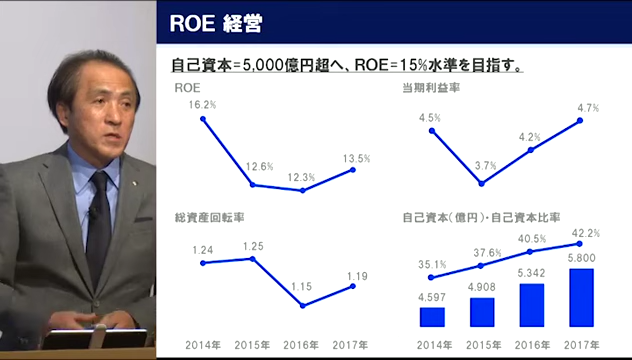 ROE 経営
自己資本=5,000億円超へ、ROE=15%水準を目指す。
ROE
16.2%
12.6%
12.3%
13.5%
当期利益率
4.5%
3.7%
4.2%
4.7%
総資産回転率
1.24
1.25
1.15
1.19
2014年 2015年 2016年 2017年
自己資本(億円)・自己資本比率
35.1%
37.6%
40.5%
42.2%
4.597
4.908
5.342
5.800
2014年 2015年 2016年 2017年